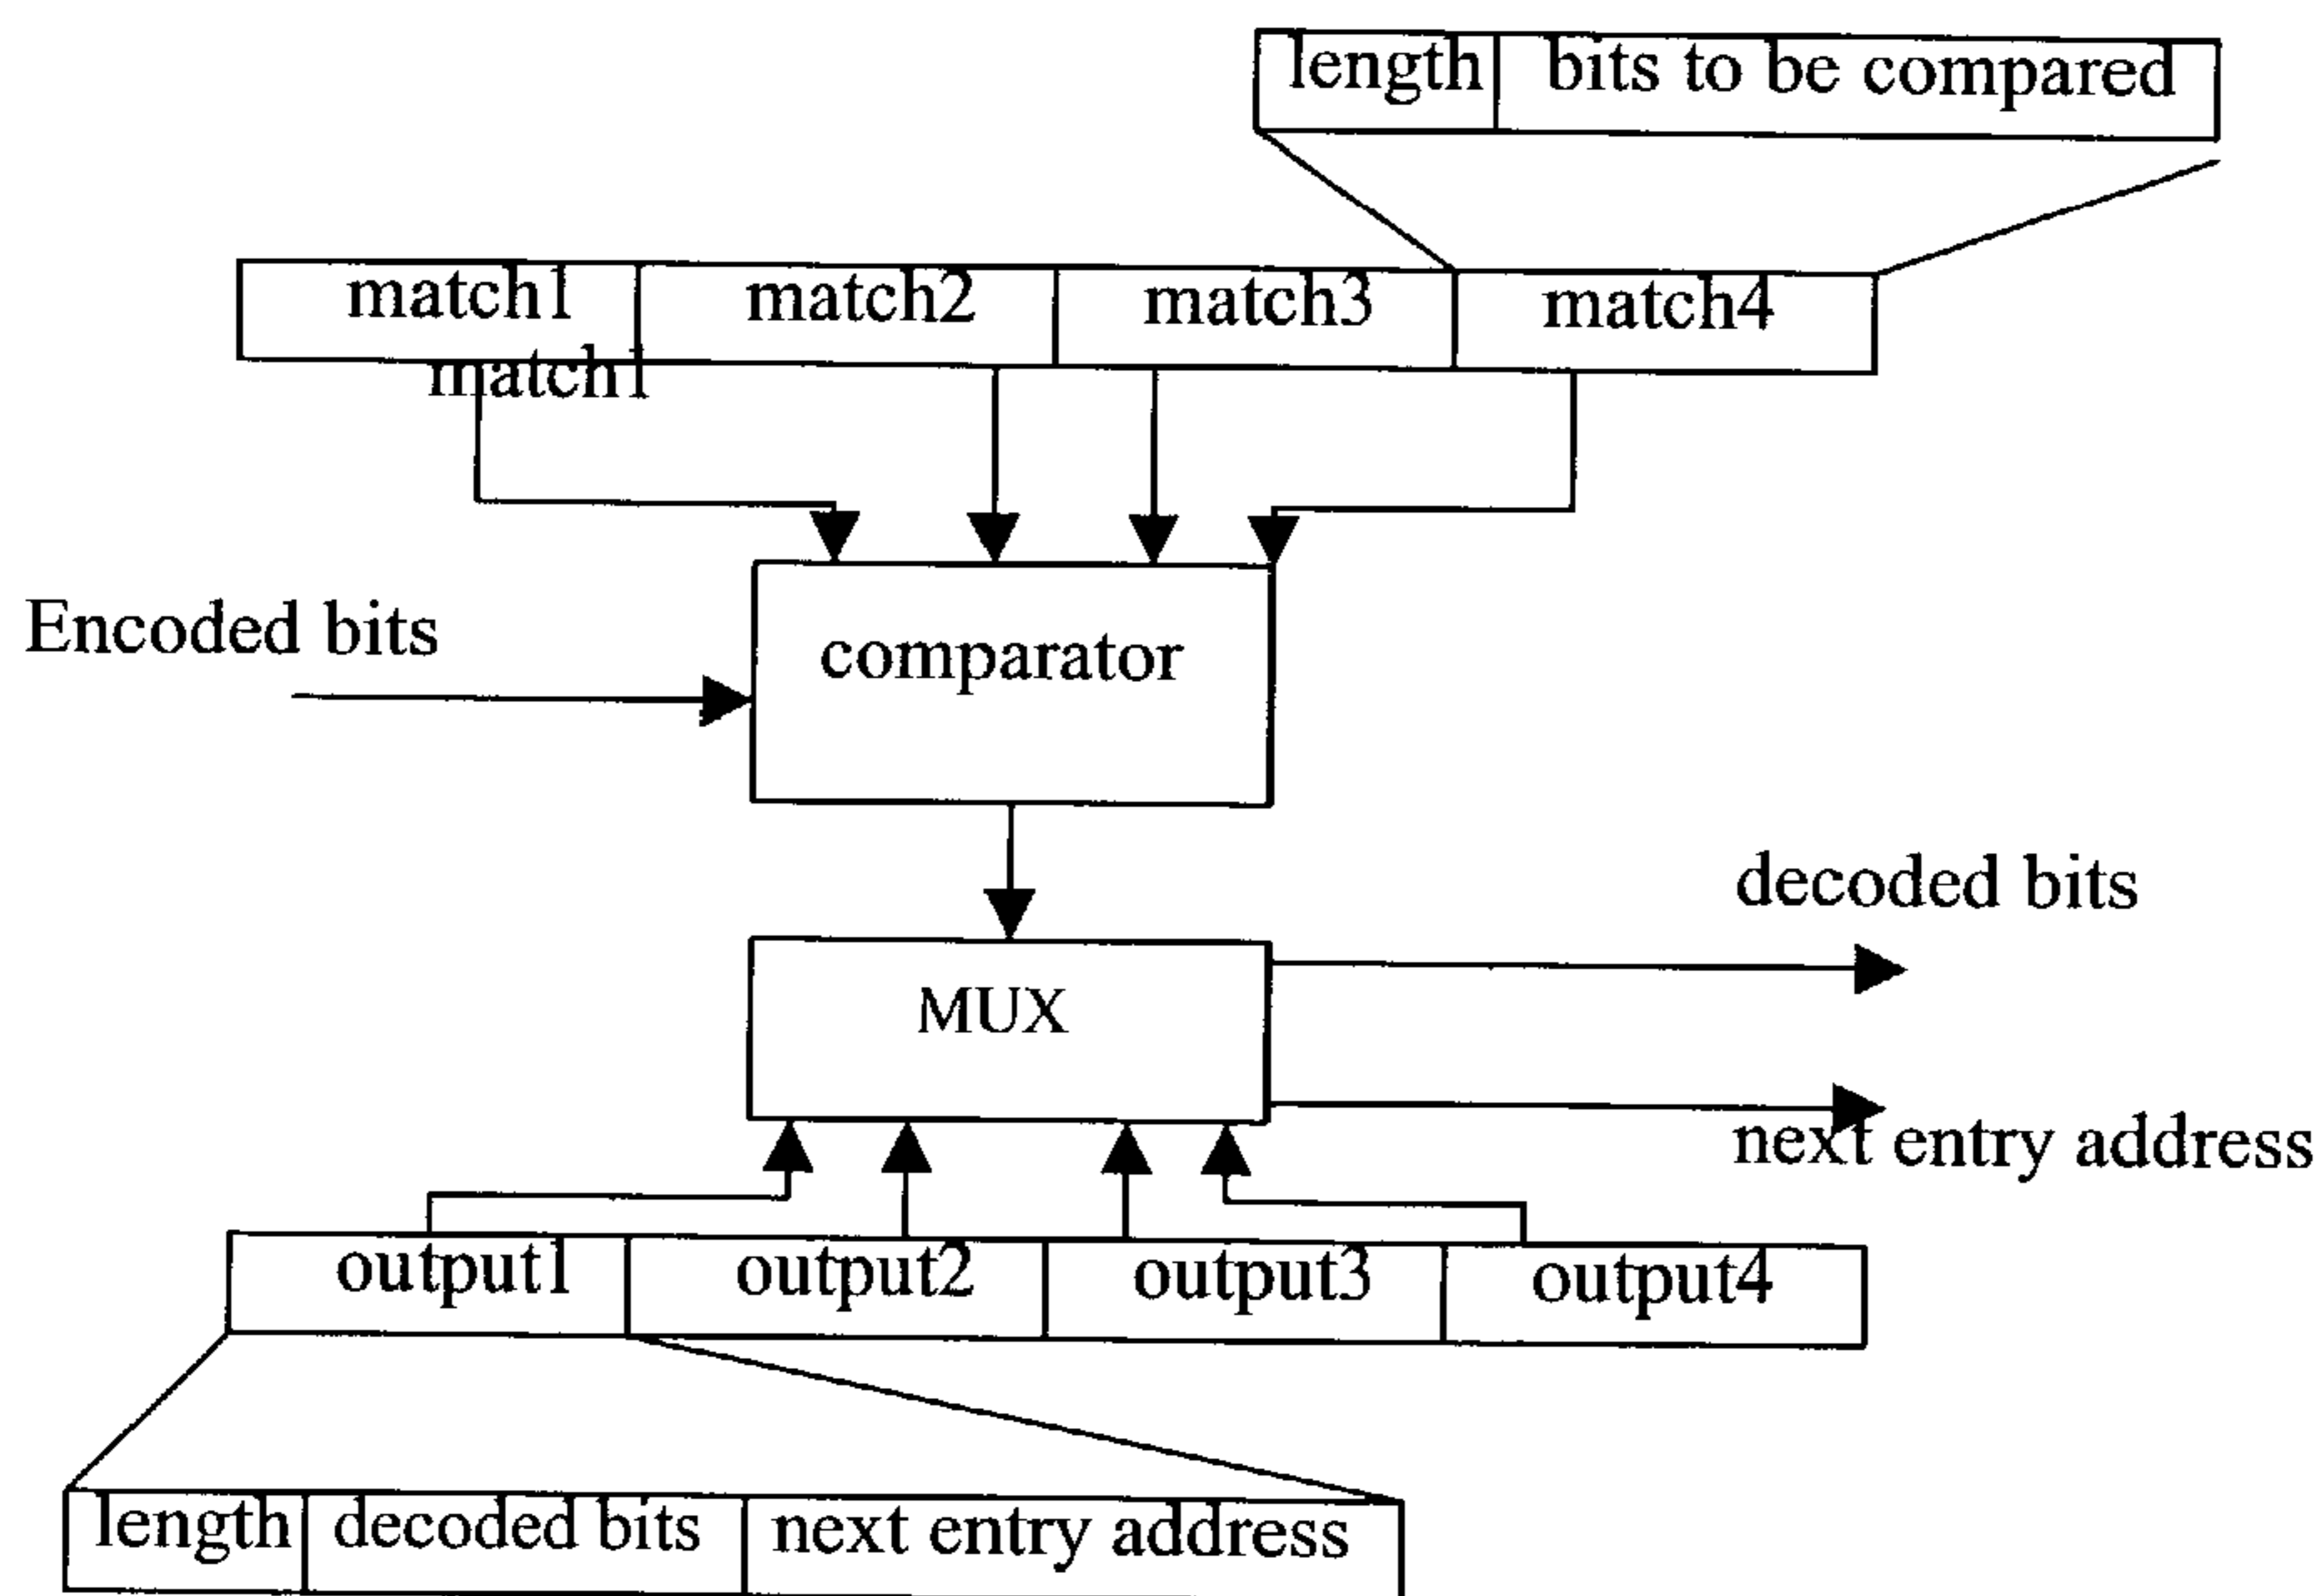 length bits to be compared
match1 match2 match3 match4
match1
Encoded bits
comparator
decoded bits
MUX
next entry address
output1 output2 output3 output4
length decoded bits next entry address